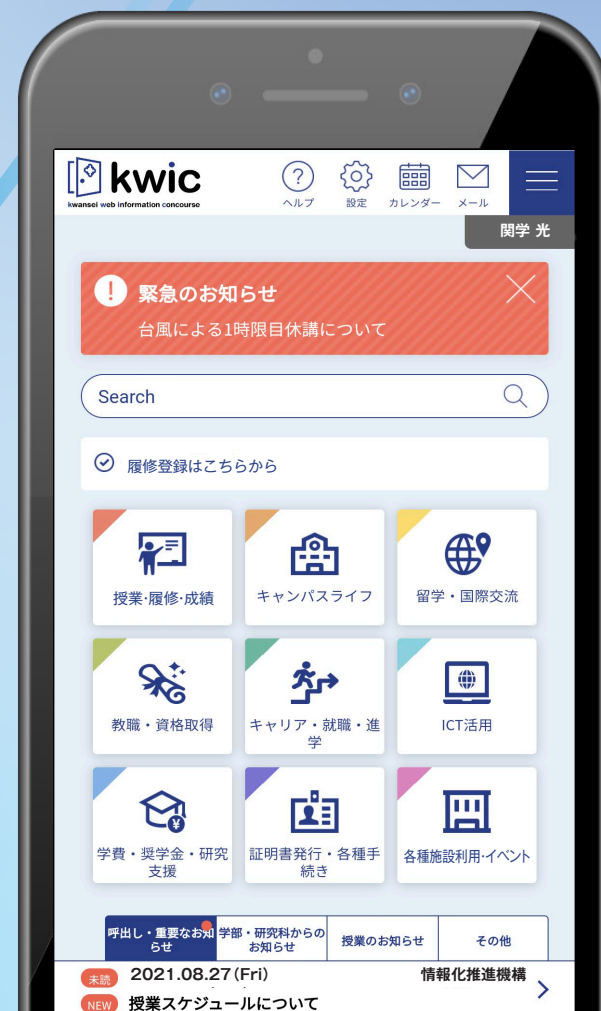 kwic
kwansei web information concourse
ヘルプ
設定
カレンダー
メール
関学 光
緊急のお知らせ
台風による1時限目休講について
Search
履修登録はこちらから
授業・履修・成績
キャンパスライフ
留学・国際交流
教職・資格取得
キャリア・就職・進
学
ICT活用
学費・奨学金・研究
支援
証明書発行・各種手
続き
各種施設利用・イベント
呼出し・重要なお知
らせ
学部・研究科からの
お知らせ
授業のお知らせ
その他
未読
2021.08.27(Fri)
情報化推進機構
NEW
授業スケジュールについて